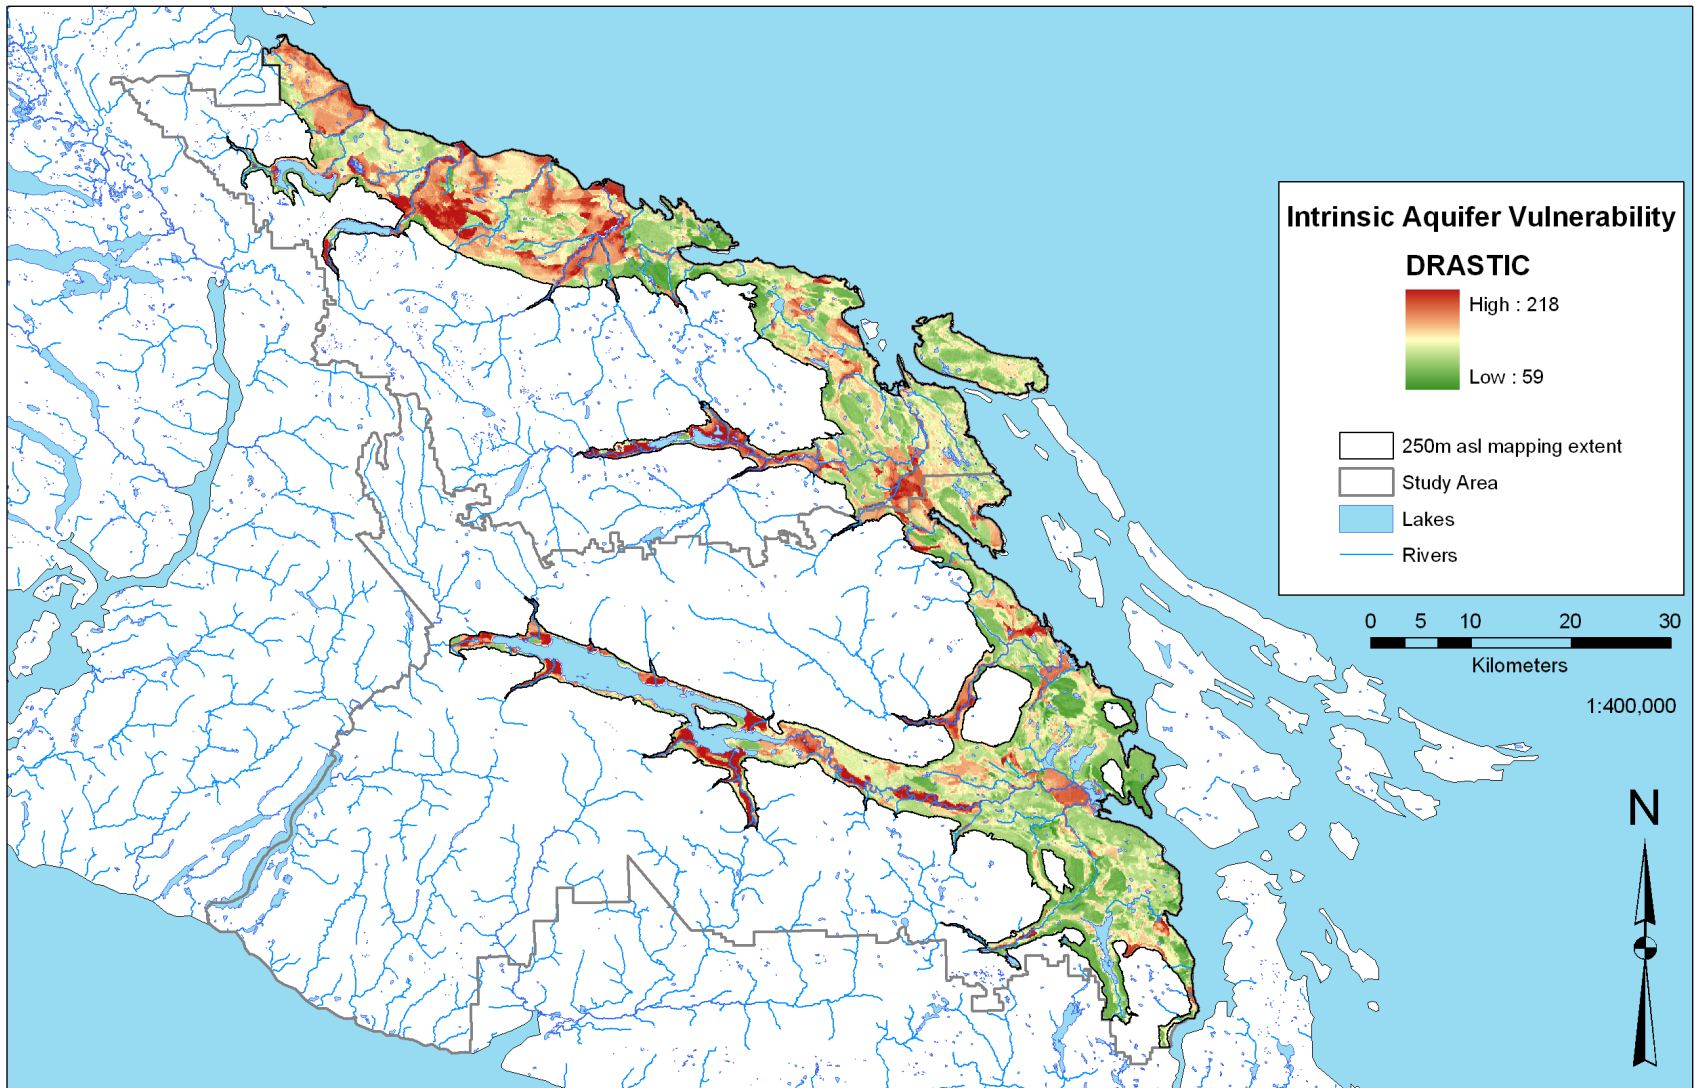 Intrinsic Aquifer Vulnerability
DRASTIC
High : 218
Low : 59
250m asl mapping extent
Study Area
Lakes
Rivers
0 5 10 20 30
Kilometers
1:400,000
N